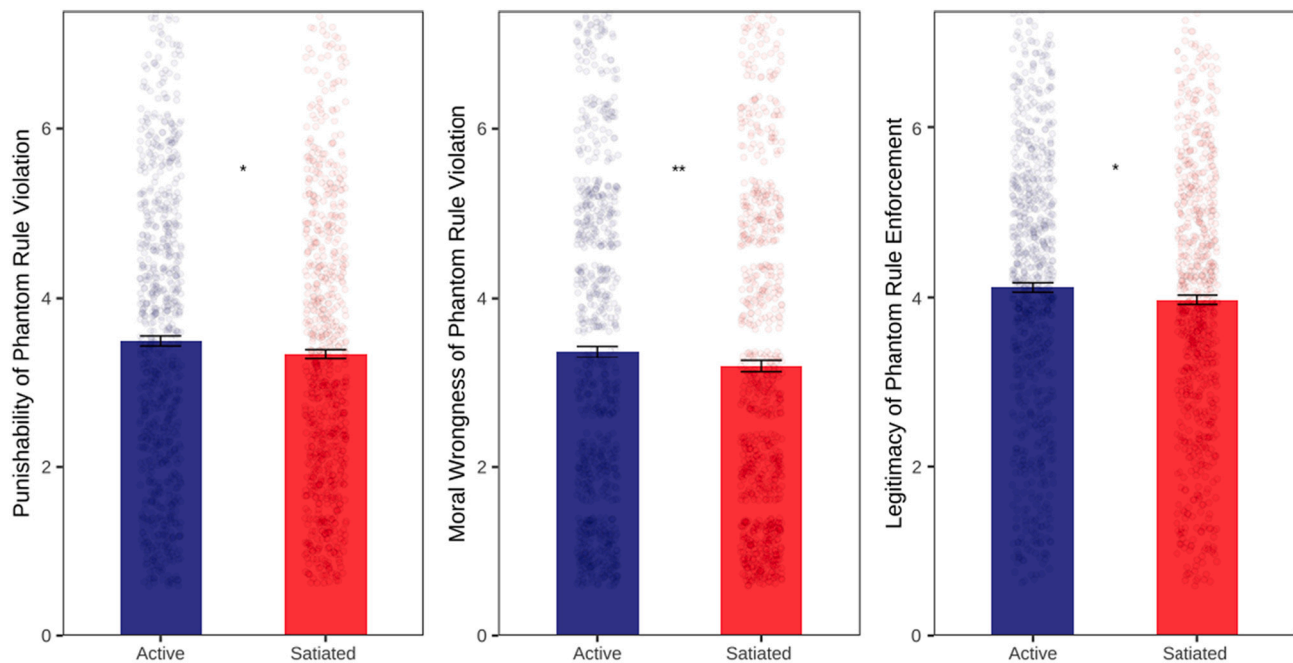 Punishability of Phantom Rule Violation
6
4
2
0
*
Active
Satiated
Moral Wrongness of Phantom Rule Violation
6
4
2
0
**
Active
Satiated
Legitimacy of Phantom Rule Enforcement
6
4
2
0
*
Active
Satiated